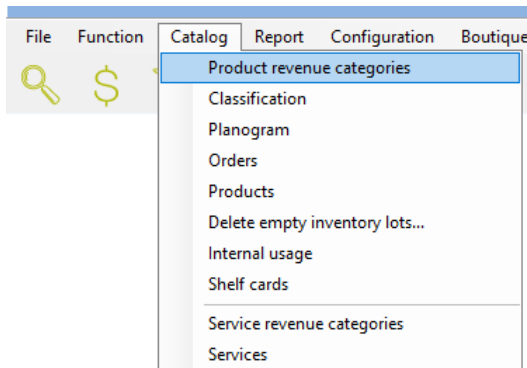 File Function Catalog Report Configuration Boutique
Product revenue categories
Classification
Planogram
Orders
Products
Delete empty inventory lots...
Internal usage
Shelf cards
Service revenue categories
Services